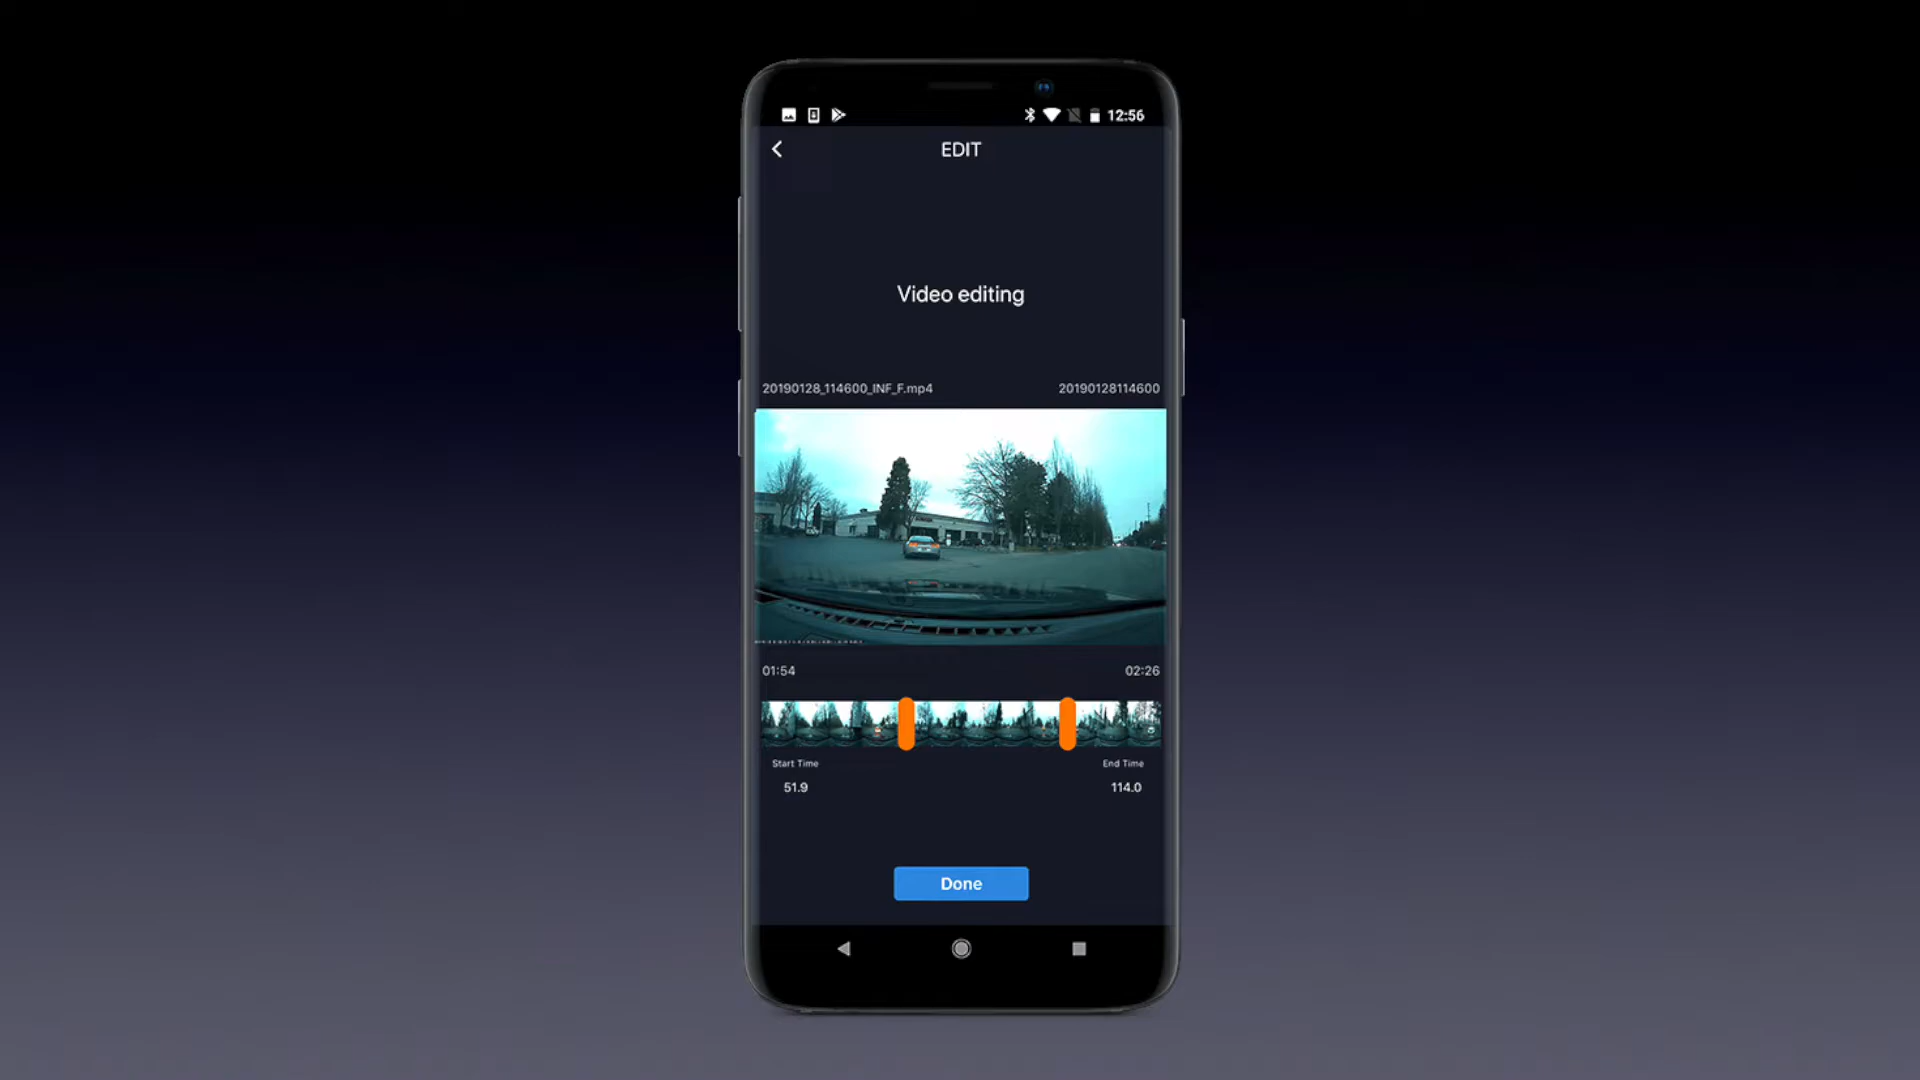 12:56
EDIT
Video editing
20190128_114600_INF_F.mp4 20190128114600
01:54 02:26
Start Time End Time
51.9 114.0
Done